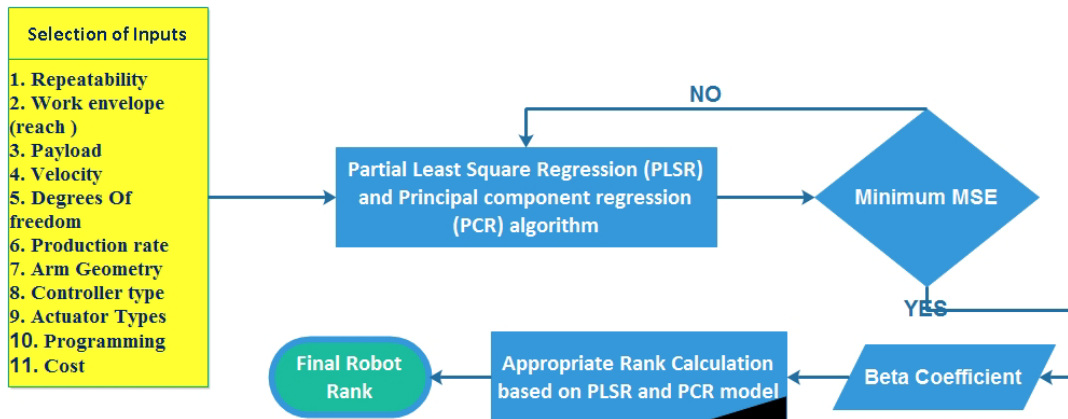 Selection of Inputs
1. Repeatability
2. Work envelope
(reach )
3. Payload
4. Velocity
5. Degrees Of
freedom
6. Production rate
7. Arm Geometry
8. Controller type
9. Actuator Types
10. Programming
11. Cost
Partial Least Square Regression (PLSR)
and Principal component regression
(PCR) algorithm
NO
Minimum MSE
YES
Beta Coefficient
Appropriate Rank Calculation
based on PLSR and PCR model
Final Robot
Rank